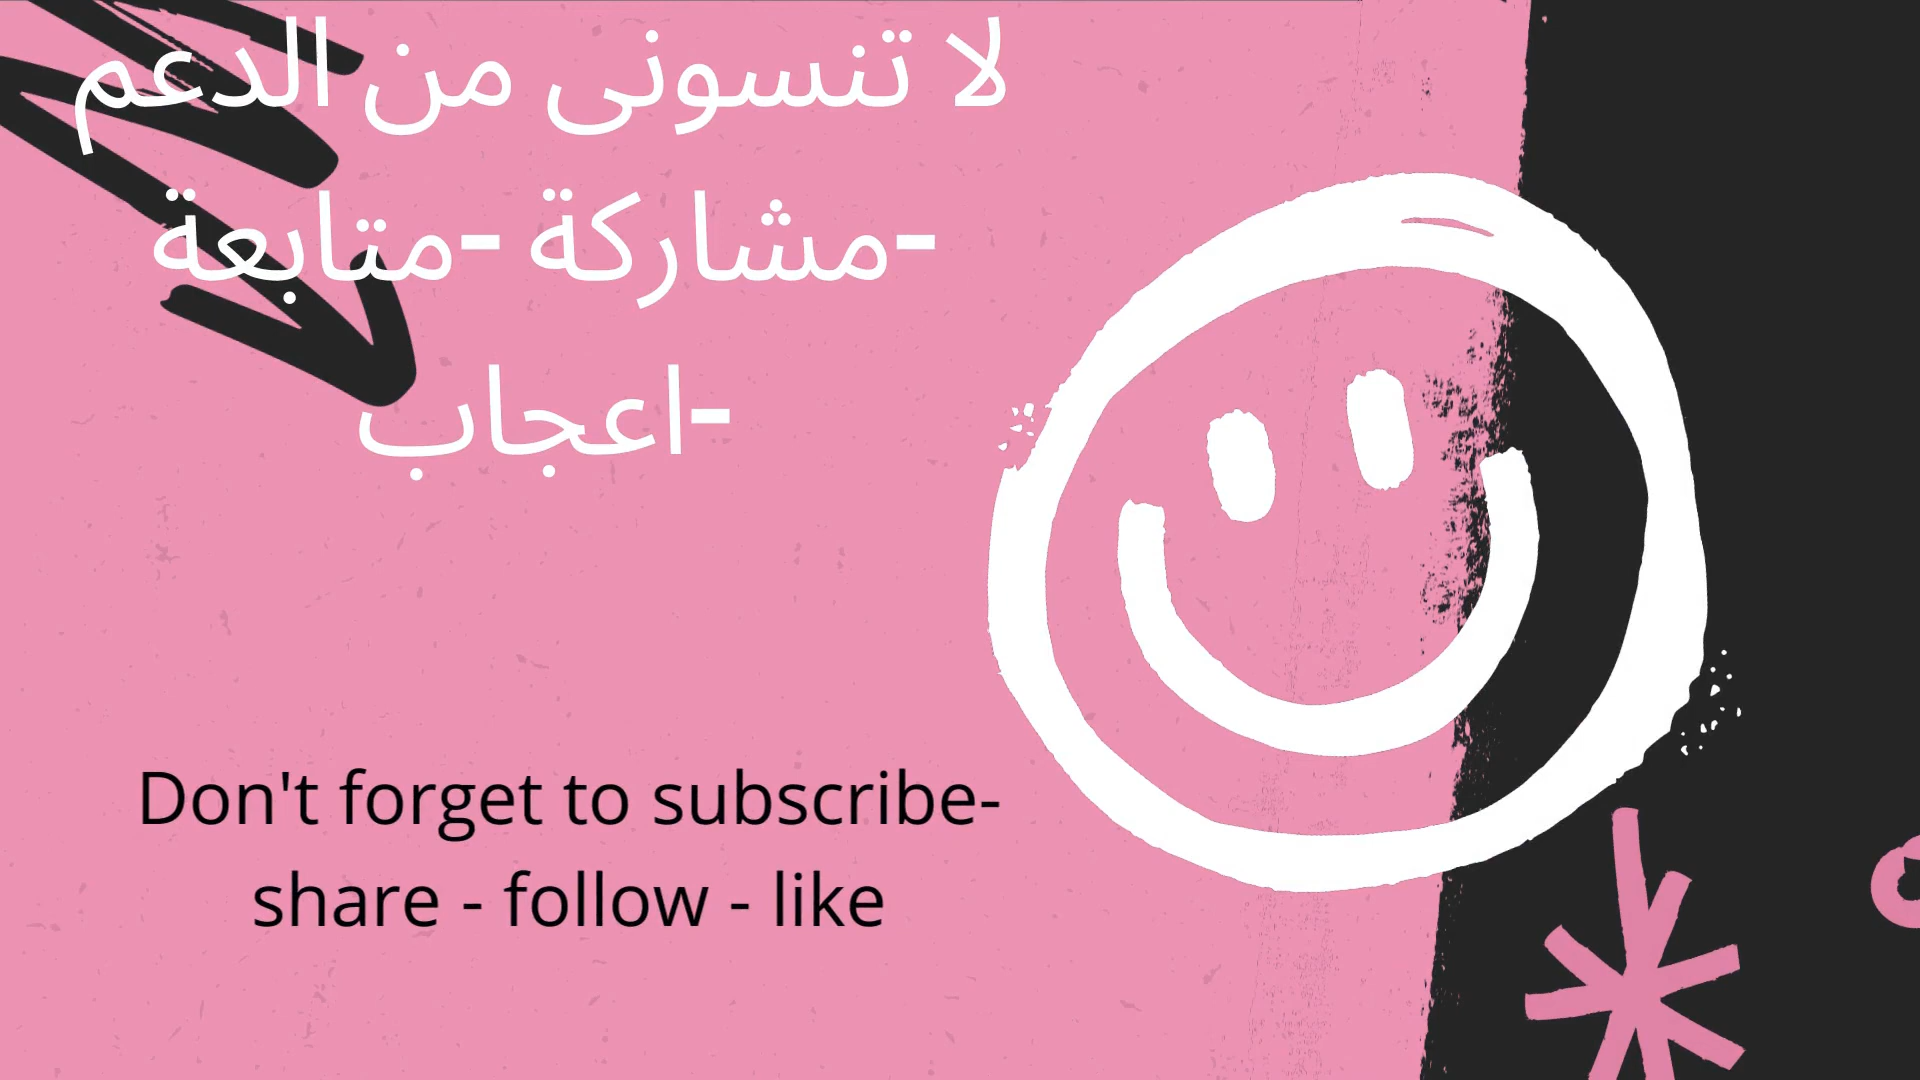 لا تنسونى من الدعم
-مشاركة -متابعة
-اعجاب
Don't forget to subscribe-
share - follow - like